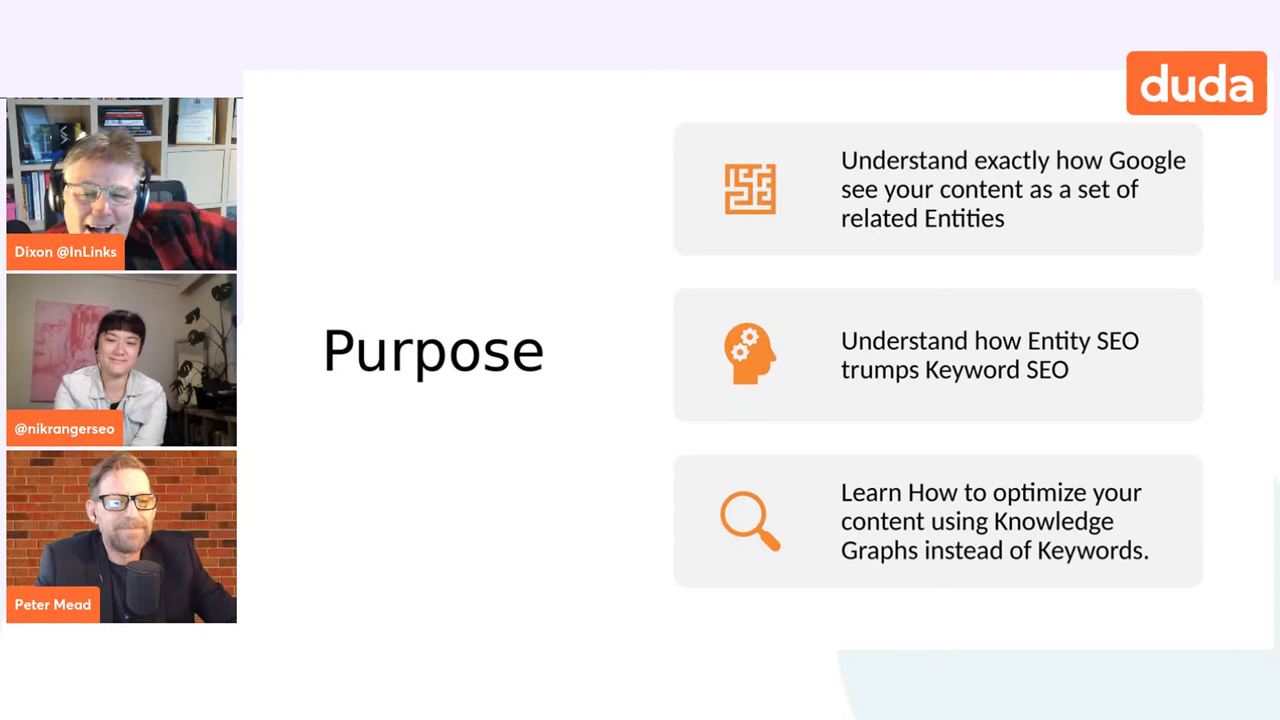 duda
Dixon @InLinks
@nikrangerseo
Peter Mead
Purpose
Understand exactly how Google
see your content as a set of
related Entities
Understand how Entity SEO
trumps Keyword SEO
Learn How to optimize your
content using Knowledge
Graphs instead of Keywords.